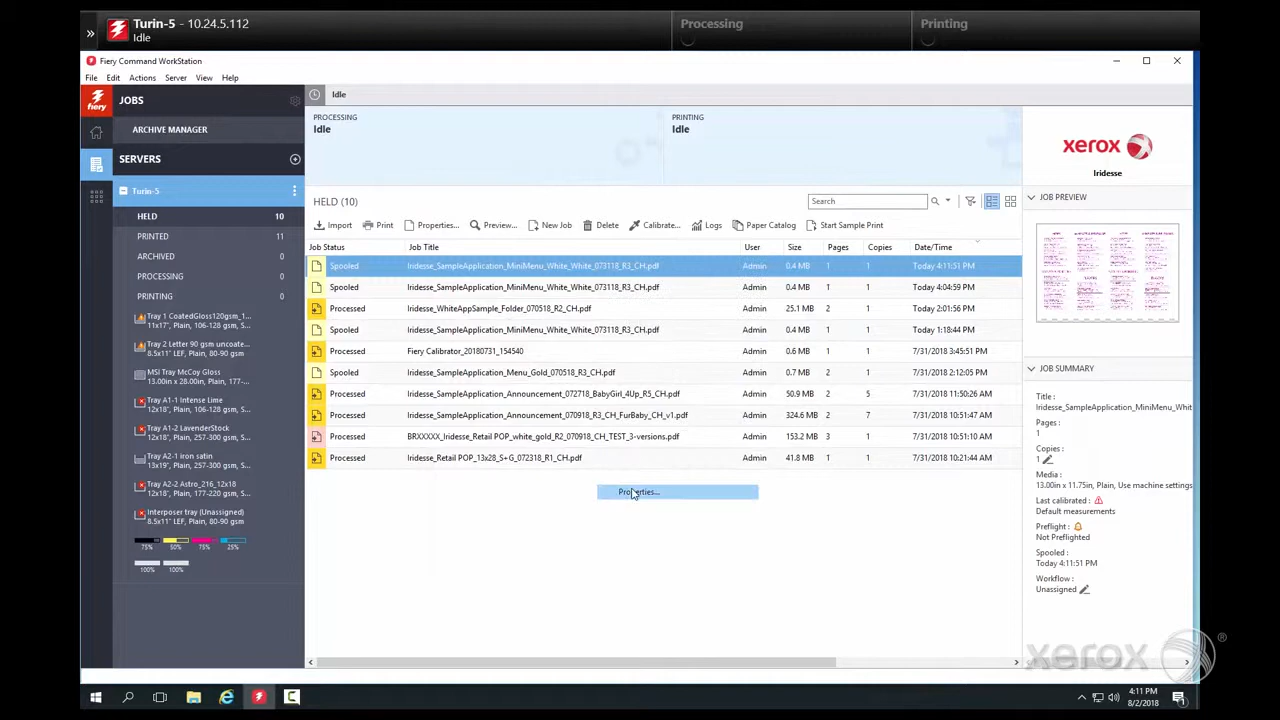 Turin-5 - 10.24.5.112
Idle
Processing
Printing
Fiery Command WorkStation
File Edit Actions Server View Help
fiery
JOBS
Idle
ARCHIVE MANAGER
PROCESSING
Idle
PRINTING
Idle
SERVERS
xerox
Iridesse
Turin-5
HELD 10
PRINTED 11
ARCHIVED 0
PROCESSING 0
PRINTING 0
Tray 1 CoatedGloss120gsm_1...
11x17", Plain, 106-128 gsm, S...
Tray 2 Letter 90 gsm uncoate...
8.5x11" LEF, Plain, 80-90 gsm
MSI Tray McCoy Gloss
13.00in x 28.00in, Plain, 177-...
Tray A1-1 Intense Lime
12x18", Plain, 106-128 gsm, S...
Tray A1-2 LavenderStock
12x18", Plain, 257-300 gsm, S...
Tray A2-1 iron satin
13x19", Plain, 257-300 gsm, S...
Tray A2-2 Astro_216_12x18
12x18", Plain, 177-220 gsm, S...
Interposer tray (Unassigned)
8.5x11" LEF, Plain, 80-90 gsm
75% 50% 75% 25%
100% 100%
HELD (10)
Search
Import Print Properties... Preview... New Job Delete Calibrate... Logs Paper Catalog Start Sample Print
Job Status Job Title User Size Pages Copies Date/Time
Spooled Iridesse_SampleApplication_MiniMenu_White_White_073118_R3_CH.pdf Admin 0.4 MB 1 1 Today 4:11:51 PM
Spooled Iridesse_SampleApplication_MiniMenu_White_White_073118_R3_CH.pdf Admin 0.4 MB 1 1 Today 4:04:59 PM
Processed Iridesse_WhiteAppSample_Folder_070518_R2_CH.pdf Admin 25.1 MB 2 1 Today 2:01:56 PM
Spooled Iridesse_SampleApplication_MiniMenu_White_White_073118_R3_CH.pdf Admin 0.4 MB 1 1 Today 1:18:44 PM
Processed Fiery Calibrator_20180731_154540 Admin 0.6 MB 1 1 7/31/2018 3:45:51 PM
Spooled Iridesse_SampleApplication_Menu_Gold_070518_R3_CH.pdf Admin 0.7 MB 2 1 7/31/2018 2:12:05 PM
Processed Iridesse_SampleApplication_Announcement_072718_BabyGirl_4Up_R5_CH.pdf Admin 50.9 MB 2 5 7/31/2018 11:50:26 AM
Processed Iridesse_SampleApplication_Announcement_070918_R3_CH_FurBaby_CH_v1.pdf Admin 324.6 MB 2 7 7/31/2018 10:51:47 AM
Processed BRXXXXX_Iridesse_Retail POP_white_gold_R2_070918_CH_TEST_3-versions.pdf Admin 153.2 MB 3 1 7/31/2018 10:51:10 AM
Processed Iridesse_Retail POP_13x28_S+G_072318_R1_CH.pdf Admin 41.8 MB 1 1 7/31/2018 10:21:44 AM
Properties...
JOB PREVIEW
JOB SUMMARY
Title :
Iridesse_SampleApplication_MiniMenu_Whit
Pages :
1
Copies :
1
Media :
13.00in x 11.75in, Plain, Use machine settings
Last calibrated :
Default measurements
Preflight :
Not Preflighted
Spooled :
Today 4:11:51 PM
Workflow :
Unassigned
xerox ®
4:11 PM
8/2/2018